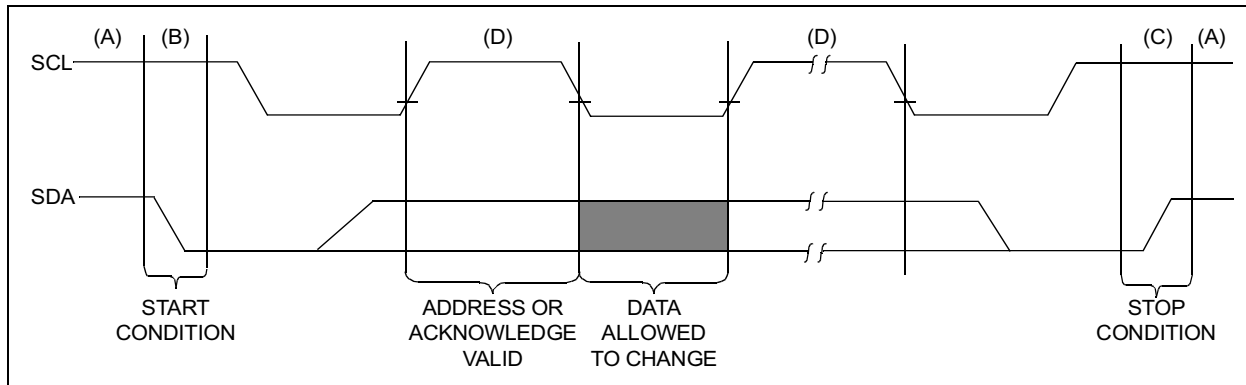 (A) (B) (D) (D) (C) (A)
SCL
SDA
START
CONDITION
ADDRESS OR
ACKNOWLEDGE
VALID
DATA
ALLOWED
TO CHANGE
STOP
CONDITION